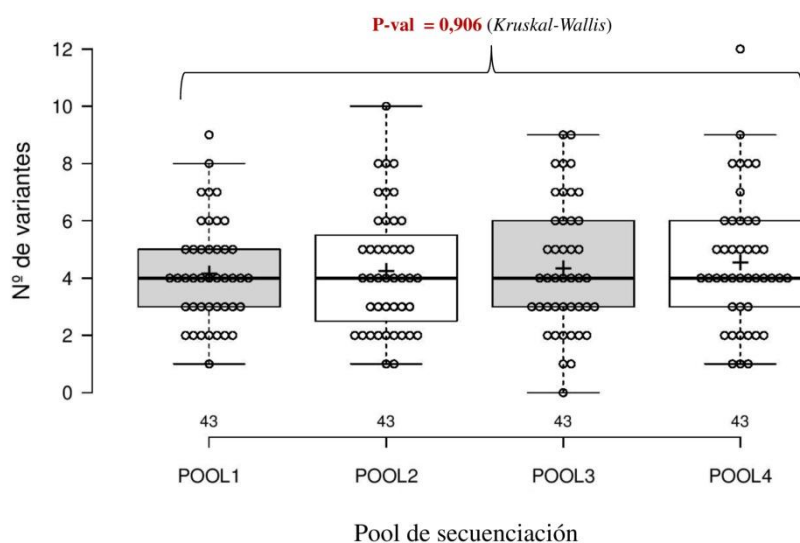 P-val = 0,906 (Kruskal-Wallis)
12
10
8
6
4
2
0
Nº de variantes
43 43 43 43
POOL1 POOL2 POOL3 POOL4
Pool de secuenciación